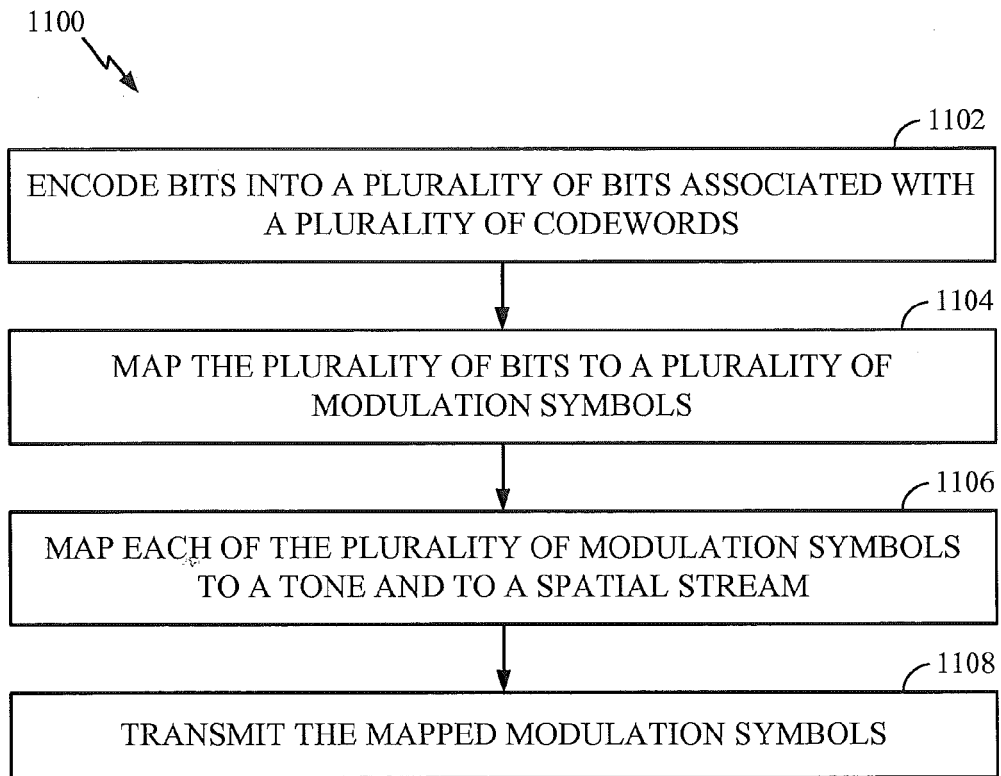 1100
1102
ENCODE BITS INTO A PLURALITY OF BITS ASSOCIATED WITH
A PLURALITY OF CODEWORDS
1104
MAP THE PLURALITY OF BITS TO A PLURALITY OF
MODULATION SYMBOLS
1106
MAP EACH OF THE PLURALITY OF MODULATION SYMBOLS
TO A TONE AND TO A SPATIAL STREAM
1108
TRANSMIT THE MAPPED MODULATION SYMBOLS